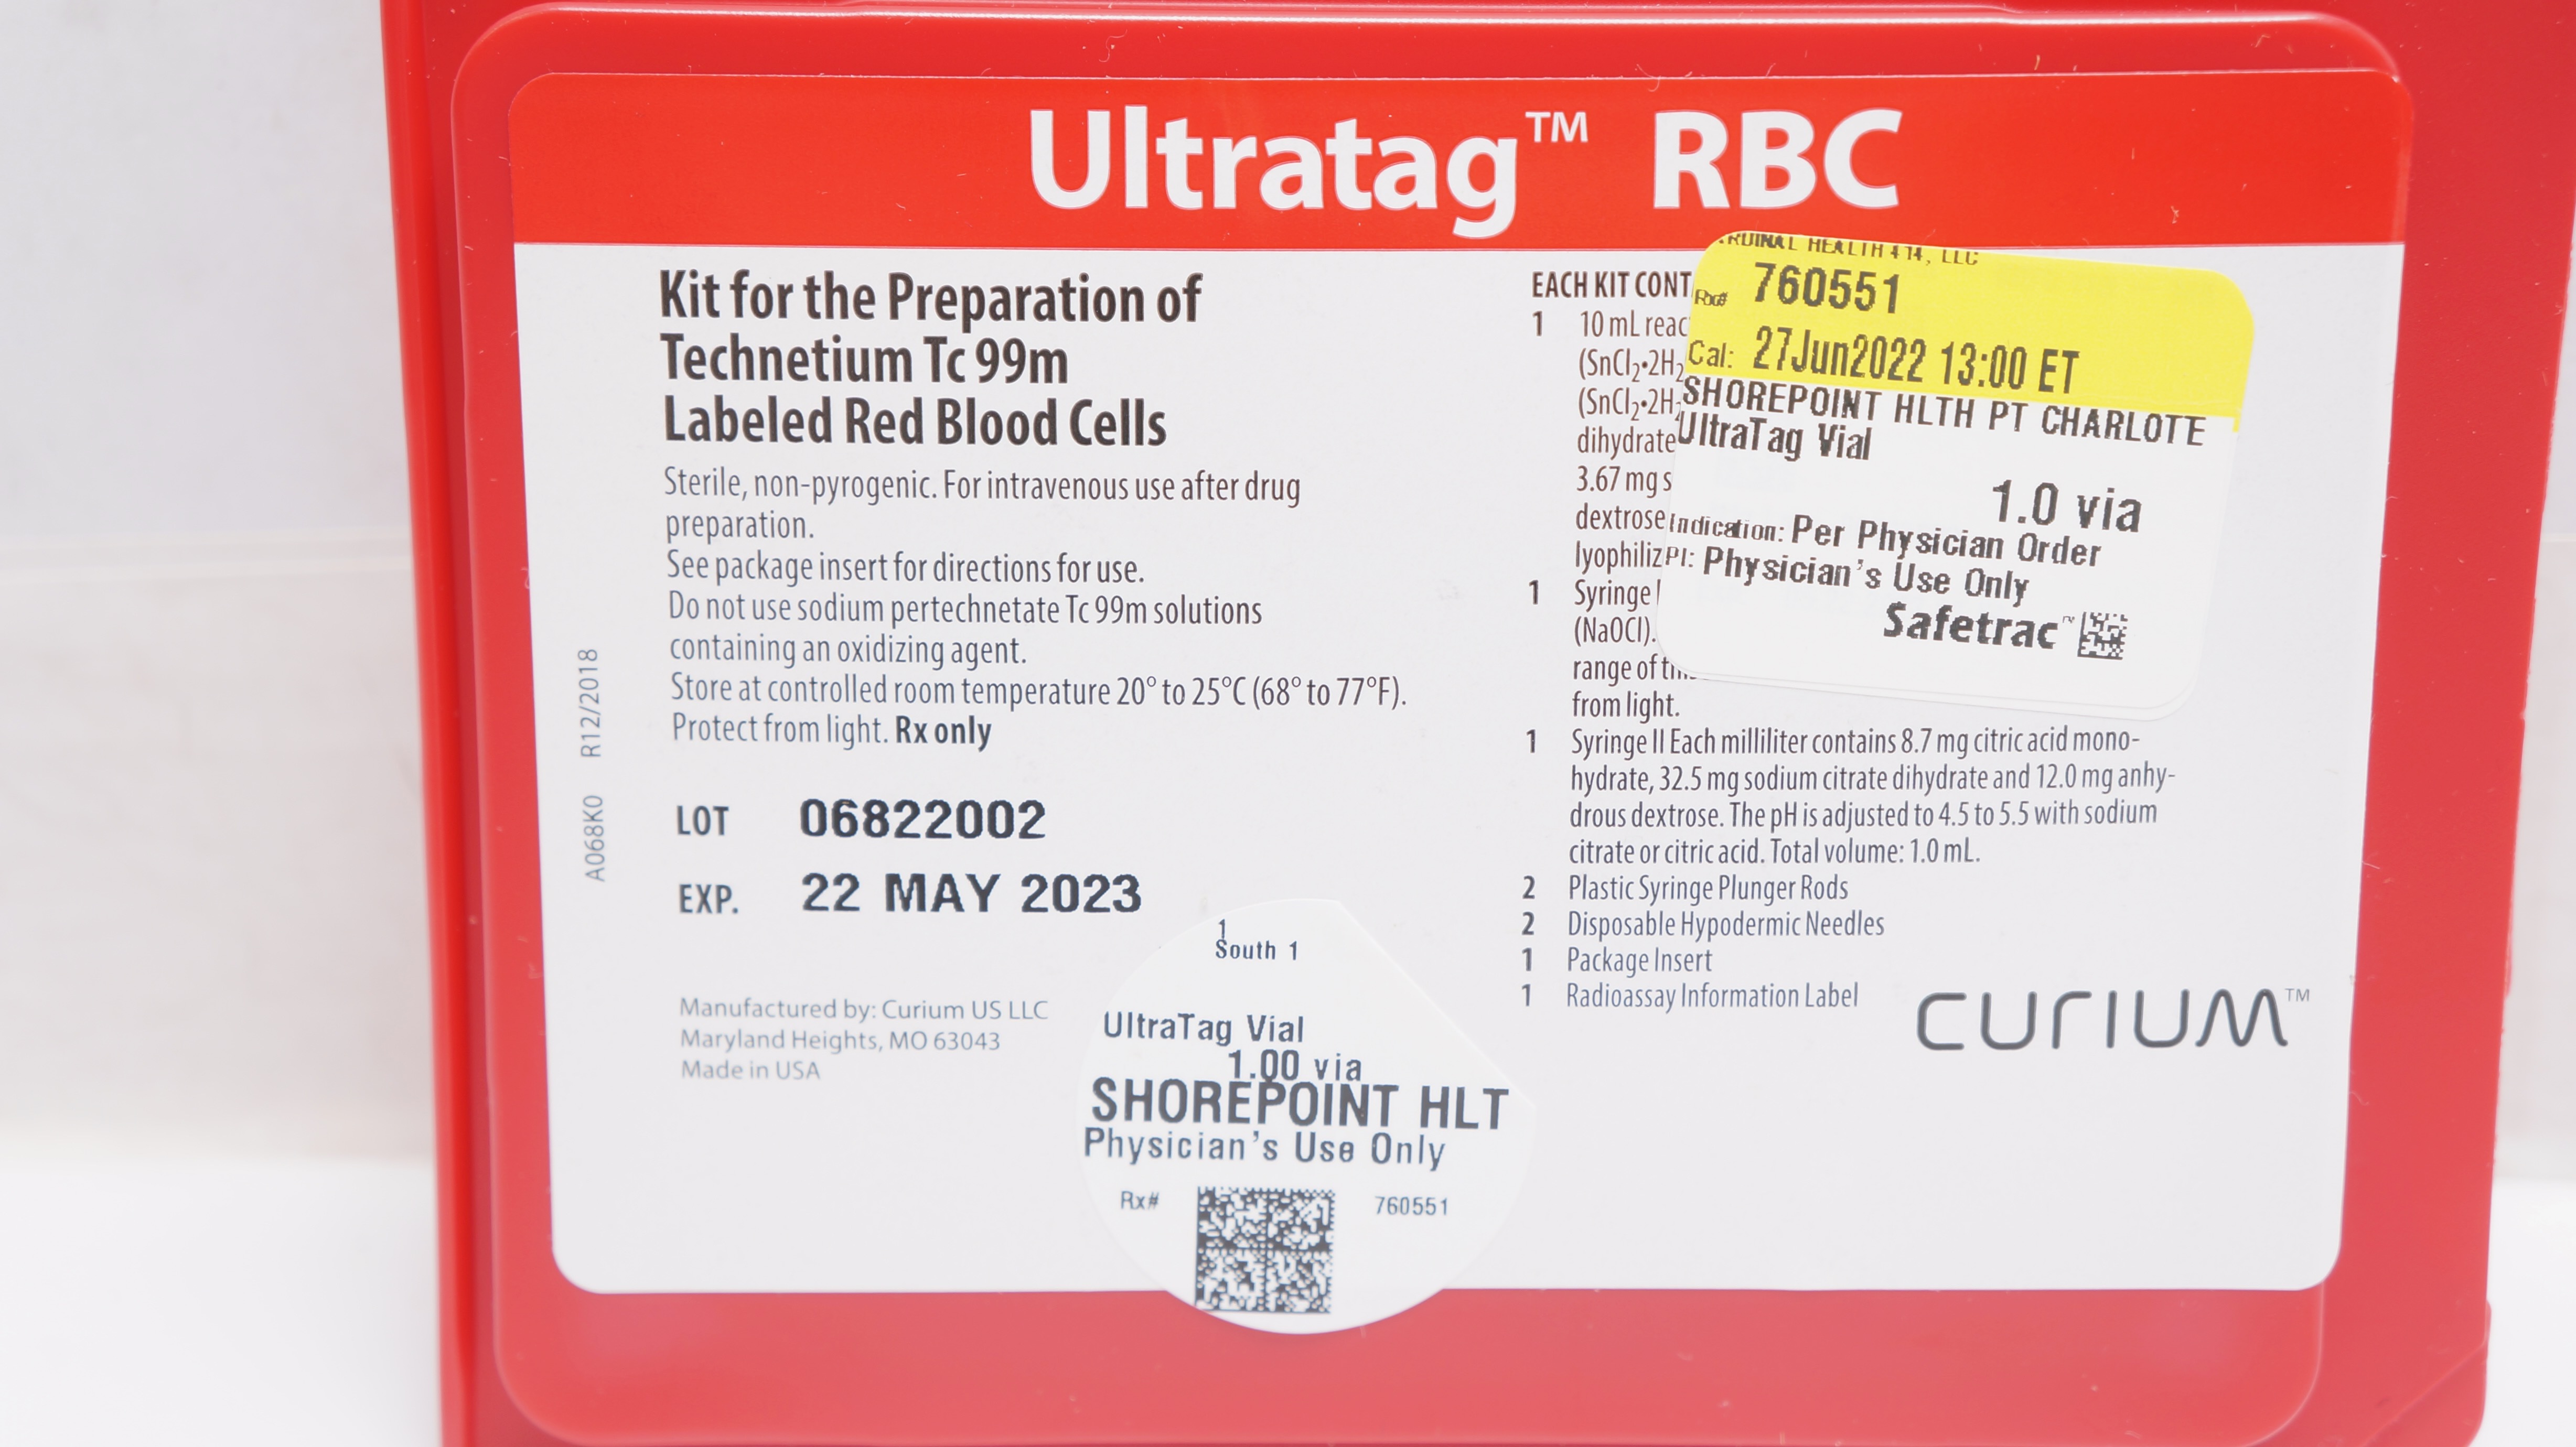 Ultratag™ RBC
Kit for the Preparation of
Technetium Tc 99m
Labeled Red Blood Cells
Sterile, non-pyrogenic. For intravenous use after drug
preparation.
See package insert for directions for use.
Do not use sodium pertechnetate Tc 99m solutions
containing an oxidizing agent.
Store at controlled room temperature 20° to 25°C (68° to 77°F).
Protect from light. Rx only
LOT 06822002
EXP. 22 MAY 2023
Manufactured by: Curium US LLC
Maryland Heights, MO 63043
Made in USA
A068K0 R12/2018
EACH KIT
1 10 mL
(SnCl₂•2H₂
(SnCl₂•2H₂
dihydrate
3.67 mg
dextrose
1 Syringe
(NaOCl).
range of
from light.
1 Syringe II Each milliliter contains 8.7 mg citric acid mono-
hydrate, 32.5 mg sodium citrate dihydrate and 12.0 mg anhy-
drous dextrose. The pH is adjusted to 4.5 to 5.5 with sodium
citrate or citric acid. Total volume: 1.0 mL.
2 Plastic Syringe Plunger Rods
2 Disposable Hypodermic Needles
1 Package Insert
1 Radioassay Information Label
CURIUM™
HEALTH 414, LLC
Rx# 760551
Cal: 27Jun2022 13:00 ET
SHOREPOINT HLTH PT CHARLOTE
UltraTag Vial
1.0 via
Indication: Per Physician Order
PI: Physician's Use Only
Safetrac™
1
South 1
UltraTag Vial
1.00 via
SHOREPOINT HLT
Physician's Use Only
Rx# 760551